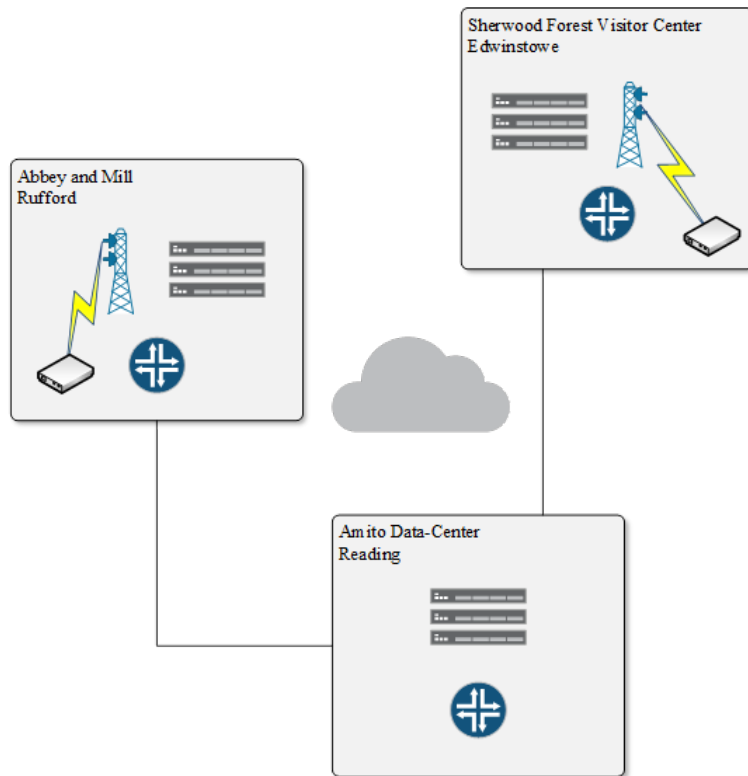 Sherwood Forest Visitor Center
Edwinstowe
Abbey and Mill
Rufford
Amito Data-Center
Reading